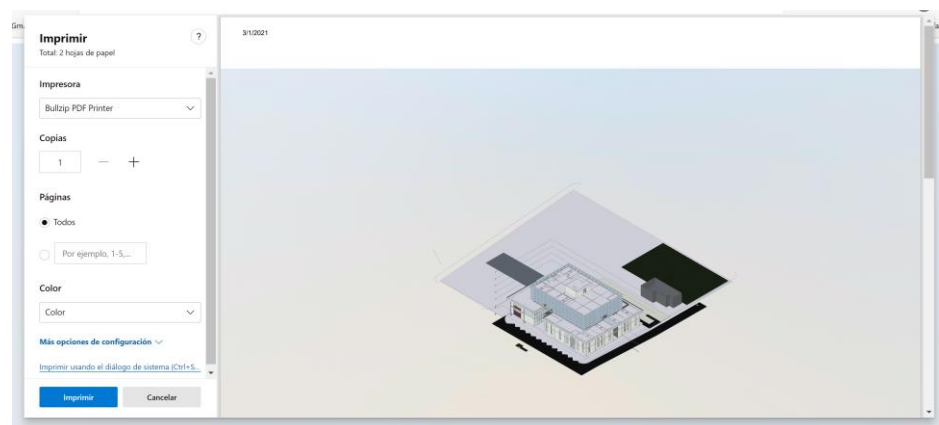 Gm.
Imprimir
?
Total: 2 hojas de papel
Impresora
Bullzip PDF Printer
Copias
1
Páginas
Todos
Por ejemplo, 1-5,...
Color
Color
Más opciones de configuración
Imprimir usando el diálogo de sistema (Ctrl+S...
Imprimir
Cancelar
3/1/2021